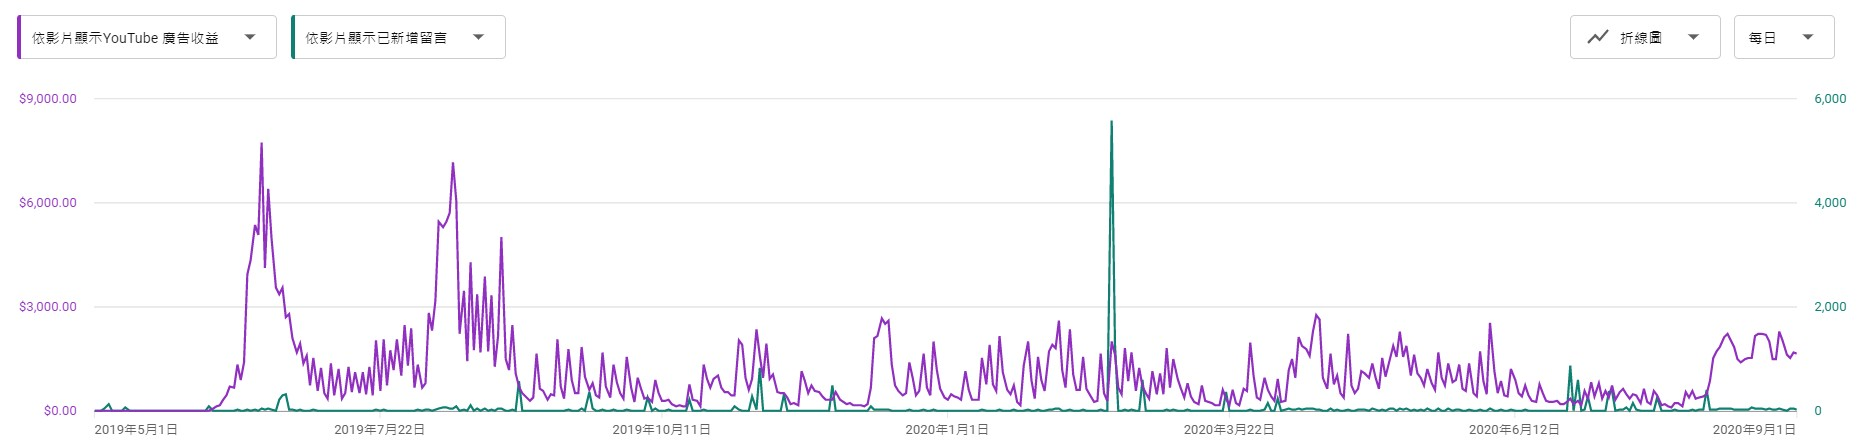 依影片顯示YouTube 廣告收益
依影片顯示已新增留言
折線圖
每日
$9,000.00
6,000
$6,000.00
4,000
$3,000.00
2,000
$0.00
0
2019年5月1日
2019年7月22日
2019年10月11日
2020年1月1日
2020年3月22日
2020年6月12日
2020年9月1日